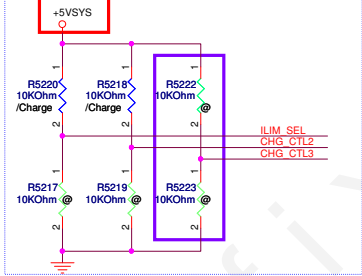 +5VSYS
1
1
1
R5220
10KOhm
/Charge
R5218
10KOhm
/Charge
R5222
10KOhm
@
2
2
2
ILIM_SEL
CHG_CTL2
CHG_CTL3
1
1
1
R5217
10KOhm
@
R5219
10KOhm
@
R5223
10KOhm
@
2
2
2